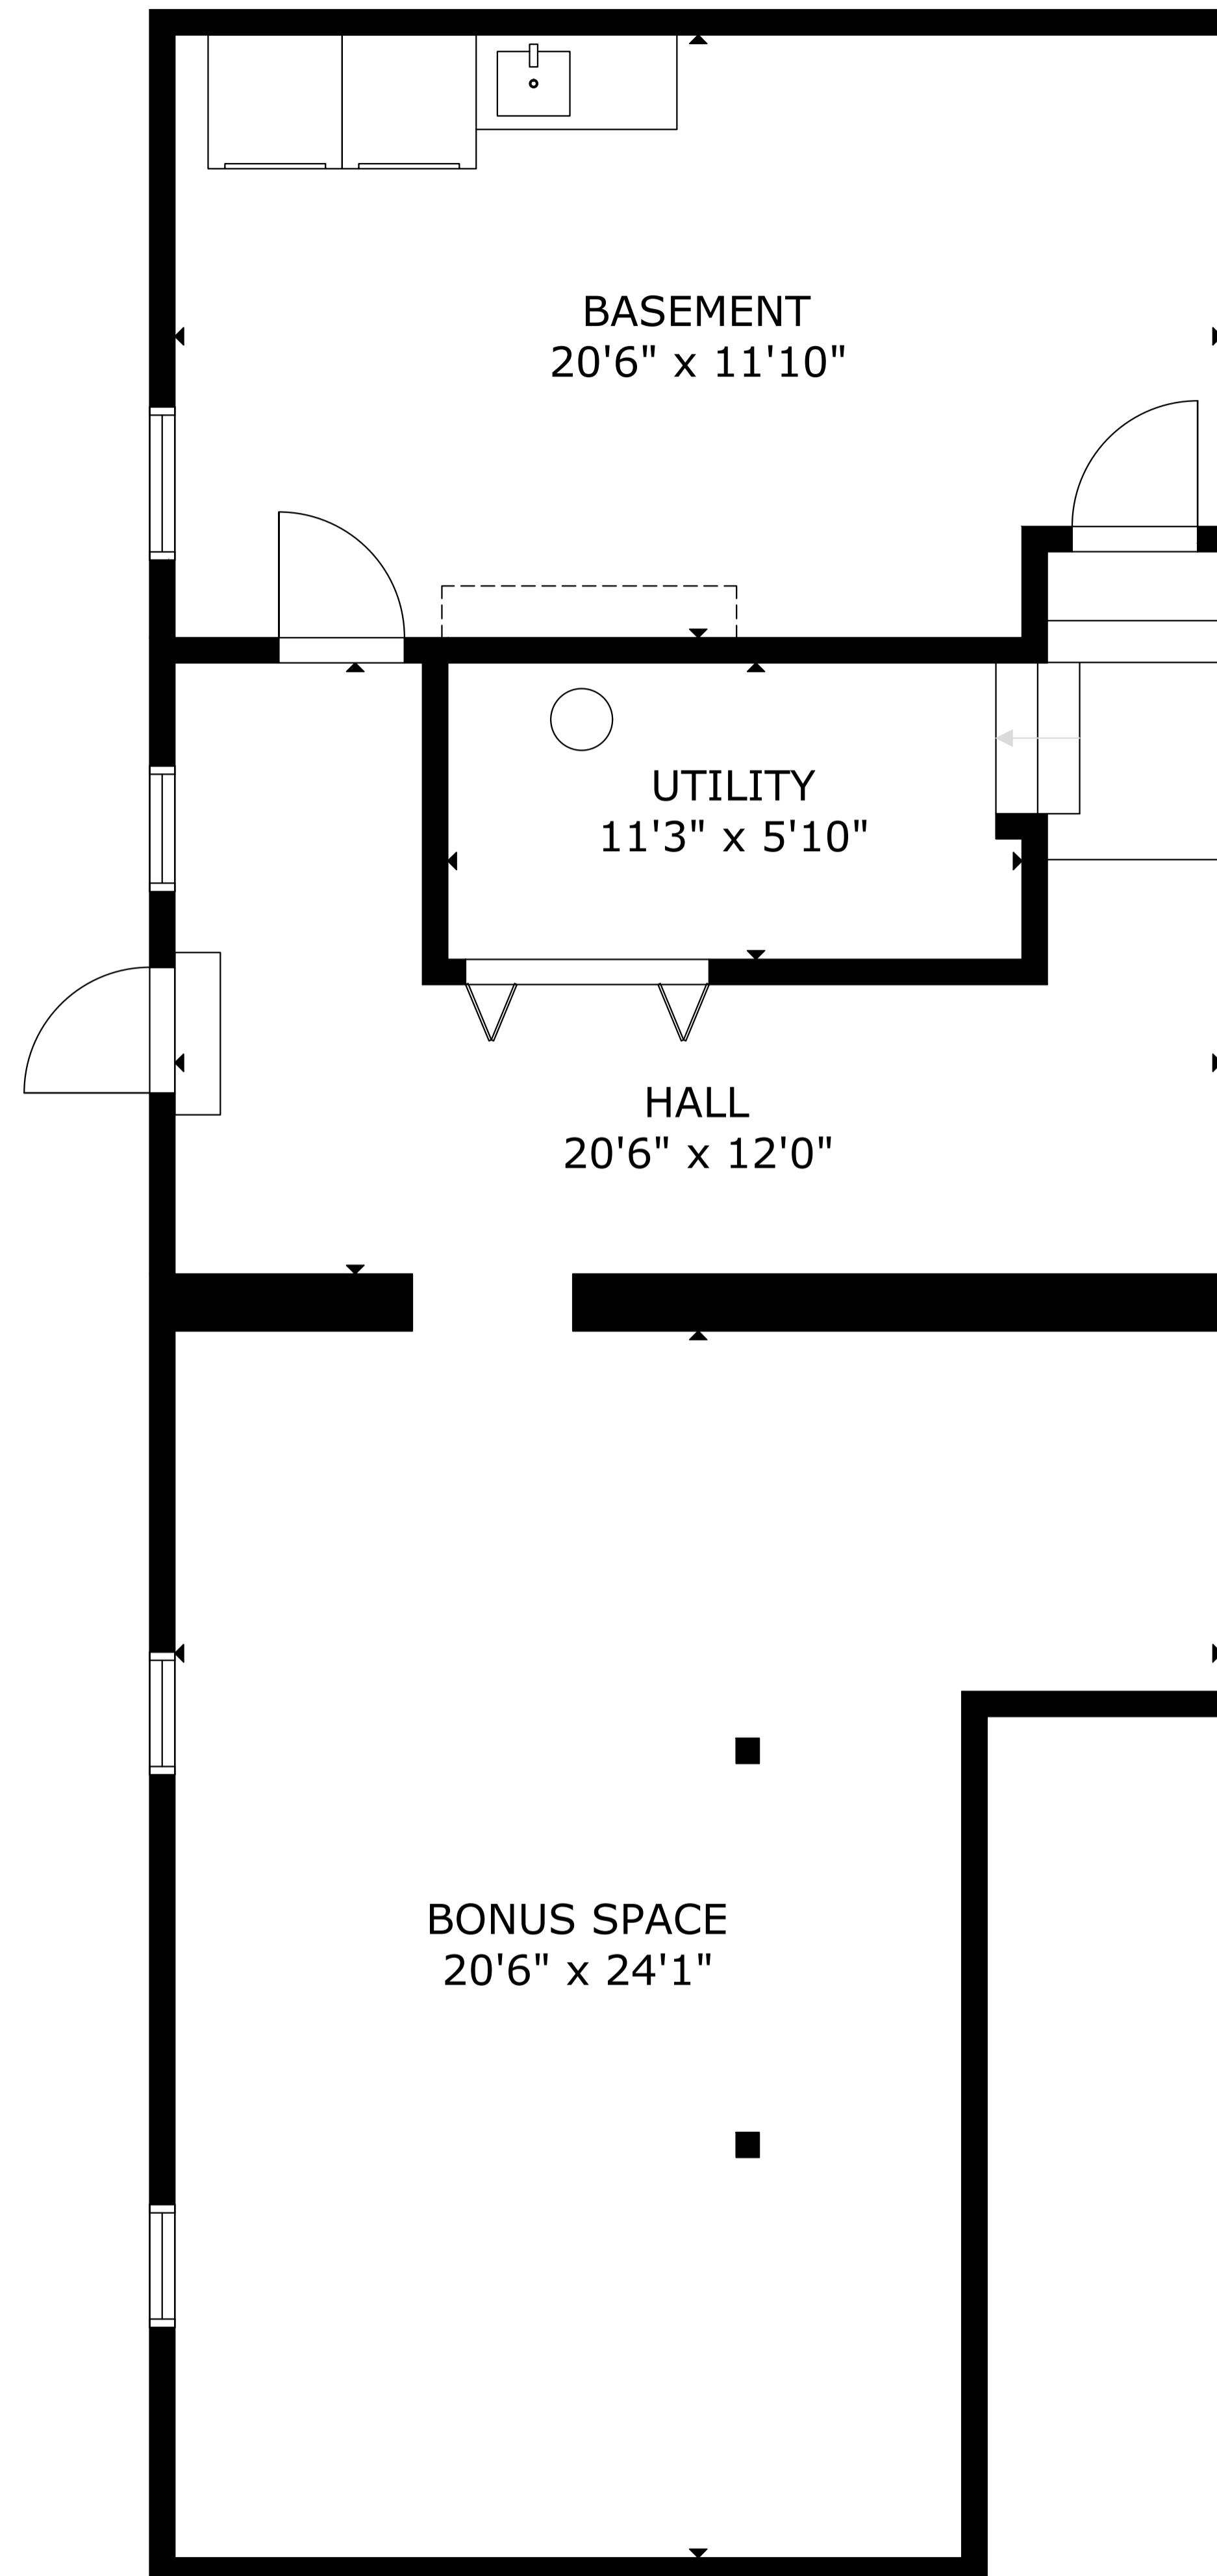 BASEMENT
20'6" x 11'10"
UTILITY
11'3" x 5'10"
HALL
20'6" x 12'0"
BONUS SPACE
20'6" x 24'1"